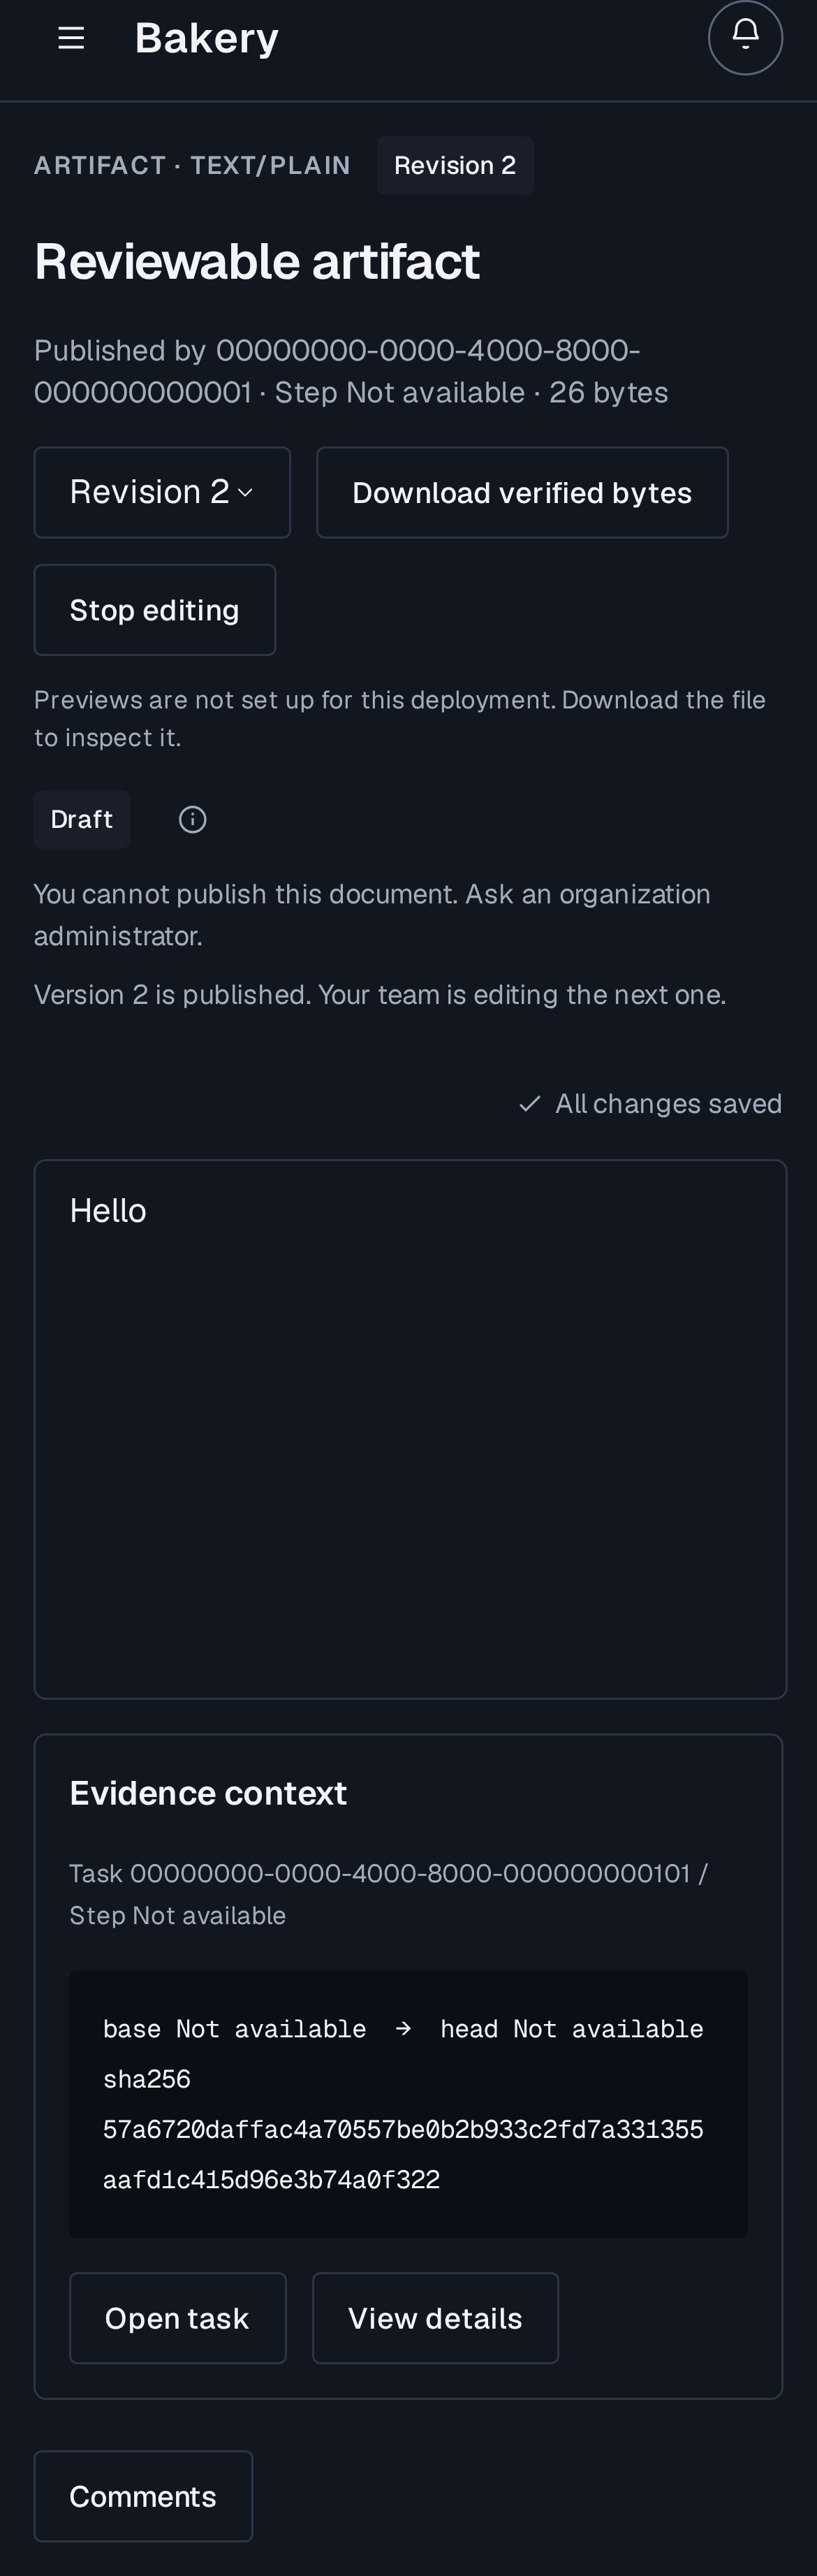 Bakery
ARTIFACT · TEXT/PLAIN Revision 2
Reviewable artifact
Published by 00000000-0000-4000-8000-
000000000001 · Step Not available · 26 bytes
Revision 2 Download verified bytes
Stop editing
Previews are not set up for this deployment. Download the file
to inspect it.
Draft
You cannot publish this document. Ask an organization
administrator.
Version 2 is published. Your team is editing the next one.
All changes saved
Hello
Evidence context
Task 00000000-0000-4000-8000-000000000101 /
Step Not available
base Not available → head Not available
sha256
57a6720daffac4a70557be0b2b933c2fd7a331355
aafd1c415d96e3b74a0f322
Open task View details
Comments